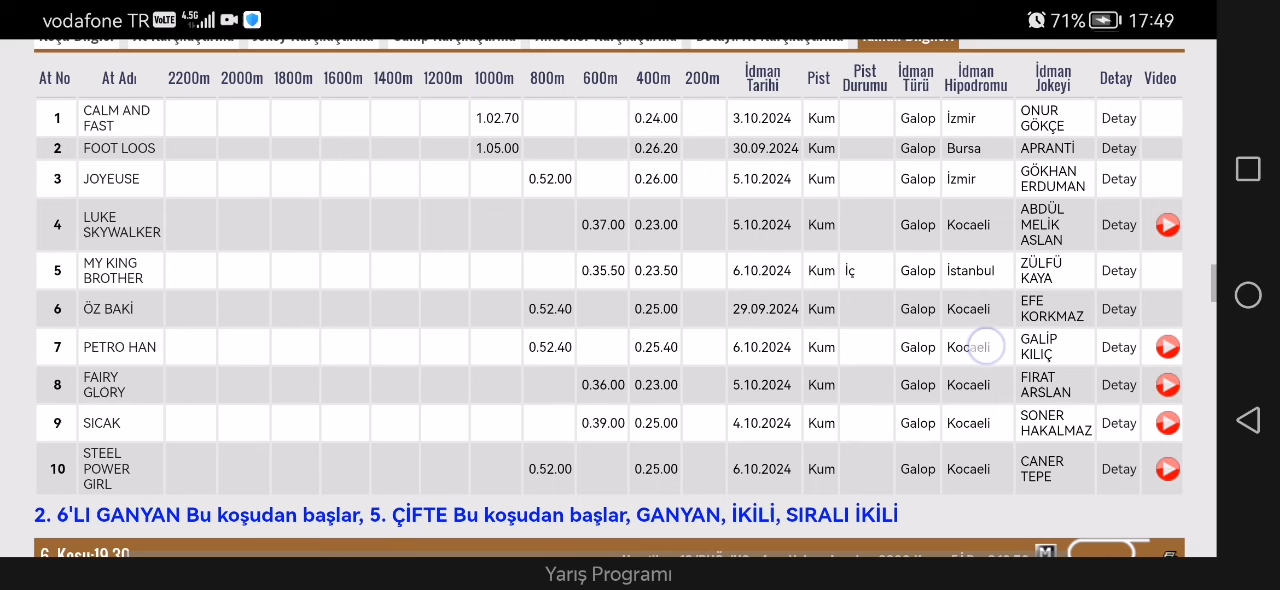 vodafone TR VoLTE 4.5G 71% 17:49
At No At Adı 2200m 2000m 1800m 1600m 1400m 1200m 1000m 800m 600m 400m 200m İdman Tarihi Pist Pist Durumu İdman Türü İdman Hipodromu İdman Jokeyi Detay Video
1 CALM AND FAST 1.02.70 0.24.00 3.10.2024 Kum Galop İzmir ONUR GÖKÇE Detay
2 FOOT LOOS 1.05.00 0.26.20 30.09.2024 Kum Galop Bursa APRANTİ Detay
3 JOYEUSE 0.52.00 0.26.00 5.10.2024 Kum Galop İzmir GÖKHAN ERDUMAN Detay
4 LUKE SKYWALKER 0.37.00 0.23.00 5.10.2024 Kum Galop Kocaeli ABDÜL MELİK ASLAN Detay
5 MY KING BROTHER 0.35.50 0.23.50 6.10.2024 Kum İç Galop İstanbul ZÜLFÜ KAYA Detay
6 ÖZ BAKİ 0.52.40 0.25.00 29.09.2024 Kum Galop Kocaeli EFE KORKMAZ Detay
7 PETRO HAN 0.52.40 0.25.40 6.10.2024 Kum Galop Kocaeli GALİP KILIÇ Detay
8 FAIRY GLORY 0.36.00 0.23.00 5.10.2024 Kum Galop Kocaeli FIRAT ARSLAN Detay
9 SICAK 0.39.00 0.25.00 4.10.2024 Kum Galop Kocaeli SONER HAKALMAZ Detay
10 STEEL POWER GIRL 0.52.00 0.25.00 6.10.2024 Kum Galop Kocaeli CANER TEPE Detay
2. 6'LI GANYAN Bu koşudan başlar, 5. ÇİFTE Bu koşudan başlar, GANYAN, İKİLİ, SIRALI İKİLİ
6. Koşu:19.30
Yarış Programı